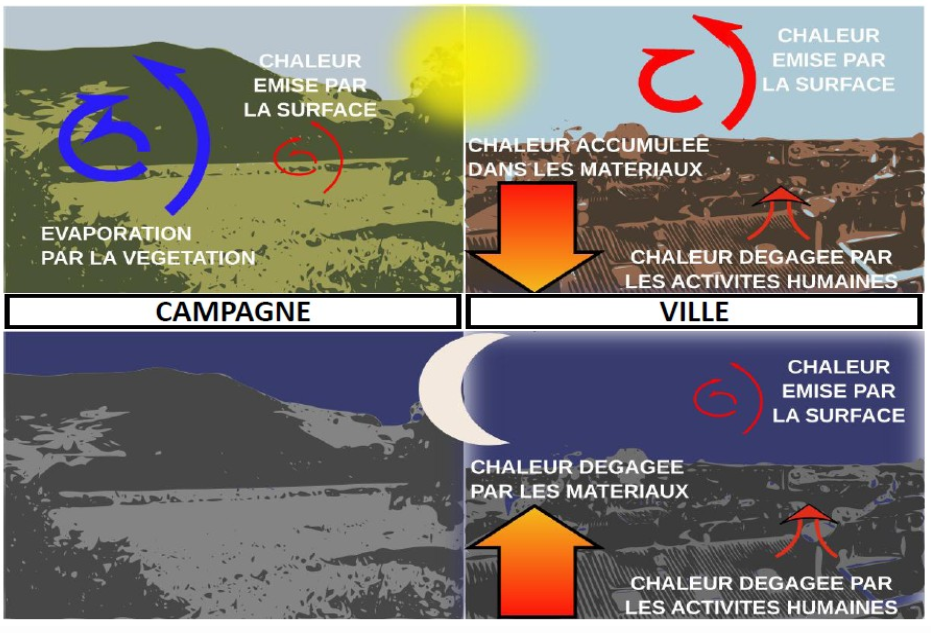 CHALEUR
EMISE PAR
LA SURFACE
EVAPORATION
PAR LA VEGETATION
CHALEUR
EMISE PAR
LA SURFACE
CHALEUR ACCUMULEE
DANS LES MATERIAUX
CHALEUR DEGAGEE PAR
LES ACTIVITES HUMAINES
CAMPAGNE
VILLE
CHALEUR
EMISE PAR
LA SURFACE
CHALEUR DEGAGEE
PAR LES MATERIAUX
CHALEUR DEGAGEE PAR
LES ACTIVITES HUMAINES